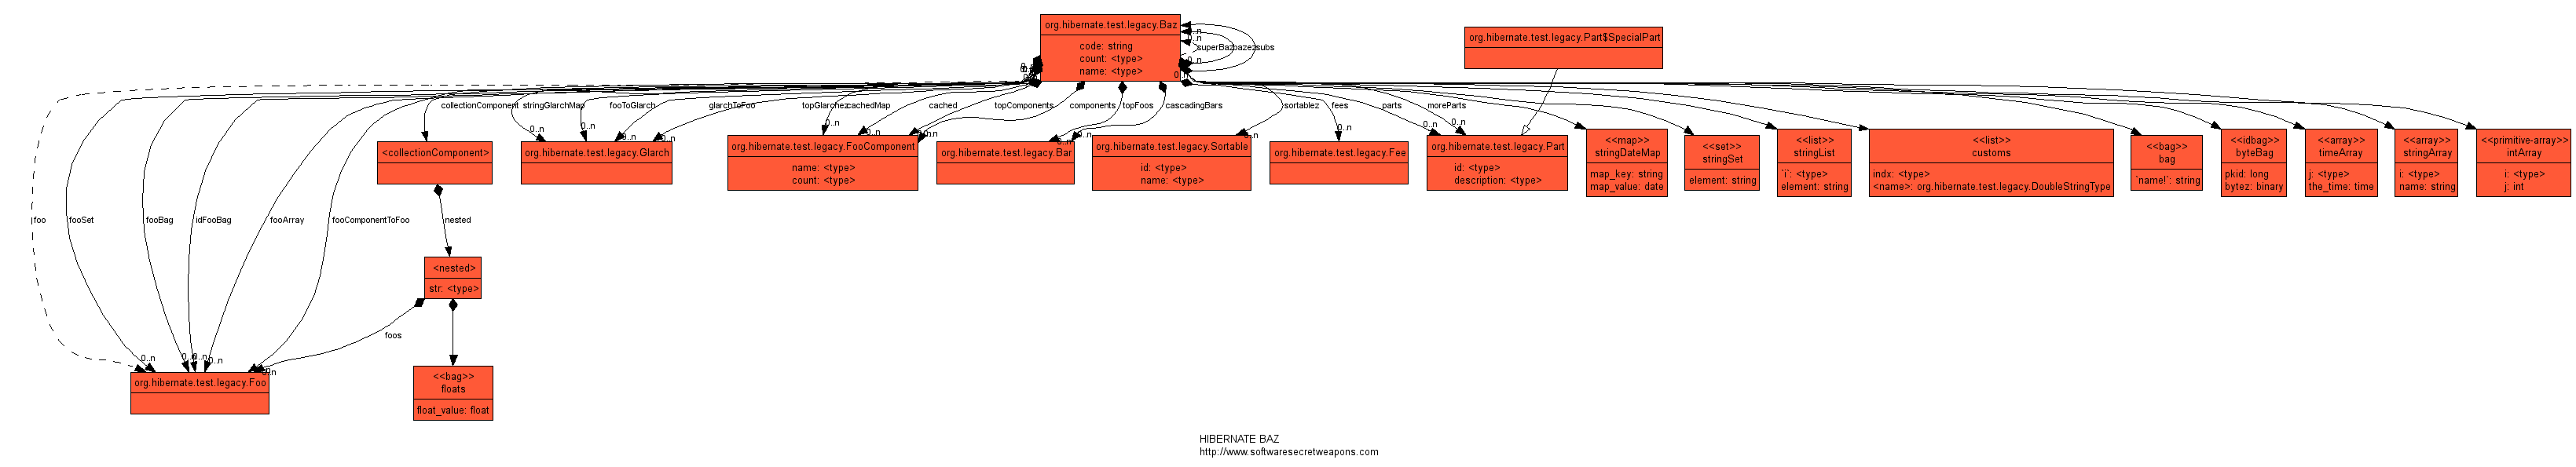 org.hibernate.test.legacy.Baz
code: string
count: <type>
name: <type>
superBaz
bazez
subs
0..n
0..n
org.hibernate.test.legacy.Part$SpecialPart
collectionComponent
stringGlarchMap
fooToGlarch
glarchToFoo
topGlarchez
cachedMap
cached
topComponents
components
topFoos
cascadingBars
sortablez
fees
parts
moreParts
0..n
0..n
0..n
0..n
0..n
0..n
0..n
0..n
0..n
0..n
0..n
0..n
<collectionComponent>
org.hibernate.test.legacy.Glarch
org.hibernate.test.legacy.FooComponent
name: <type>
count: <type>
org.hibernate.test.legacy.Bar
org.hibernate.test.legacy.Sortable
id: <type>
name: <type>
org.hibernate.test.legacy.Fee
org.hibernate.test.legacy.Part
id: <type>
description: <type>
<<map>>
stringDateMap
map_key: string
map_value: date
<<set>>
stringSet
element: string
<<list>>
stringList
`i`: <type>
element: string
<<list>>
customs
indx: <type>
<name>: org.hibernate.test.legacy.DoubleStringType
<<bag>>
bag
`name!`: string
<<idbag>>
byteBag
pkid: long
bytez: binary
<<array>>
timeArray
j: <type>
the_time: time
<<array>>
stringArray
i: <type>
name: string
<<primitive-array>>
intArray
i: <type>
j: int
foo
fooSet
fooBag
idFooBag
fooArray
fooComponentToFoo
nested
<nested>
str: <type>
foos
0..n
0..n
0..n
0..n
0..n
org.hibernate.test.legacy.Foo
<<bag>>
floats
float_value: float
HIBERNATE BAZ
http://www.softwaresecretweapons.com